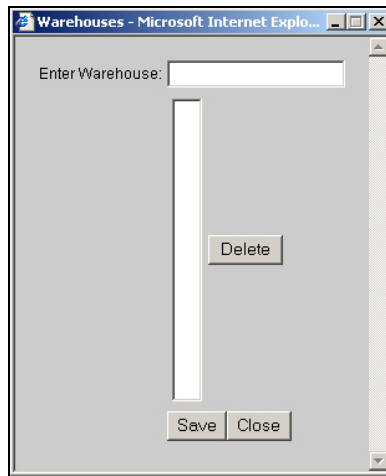 Warehouses - Microsoft Internet Explo...
Enter Warehouse:
Delete
Save Close